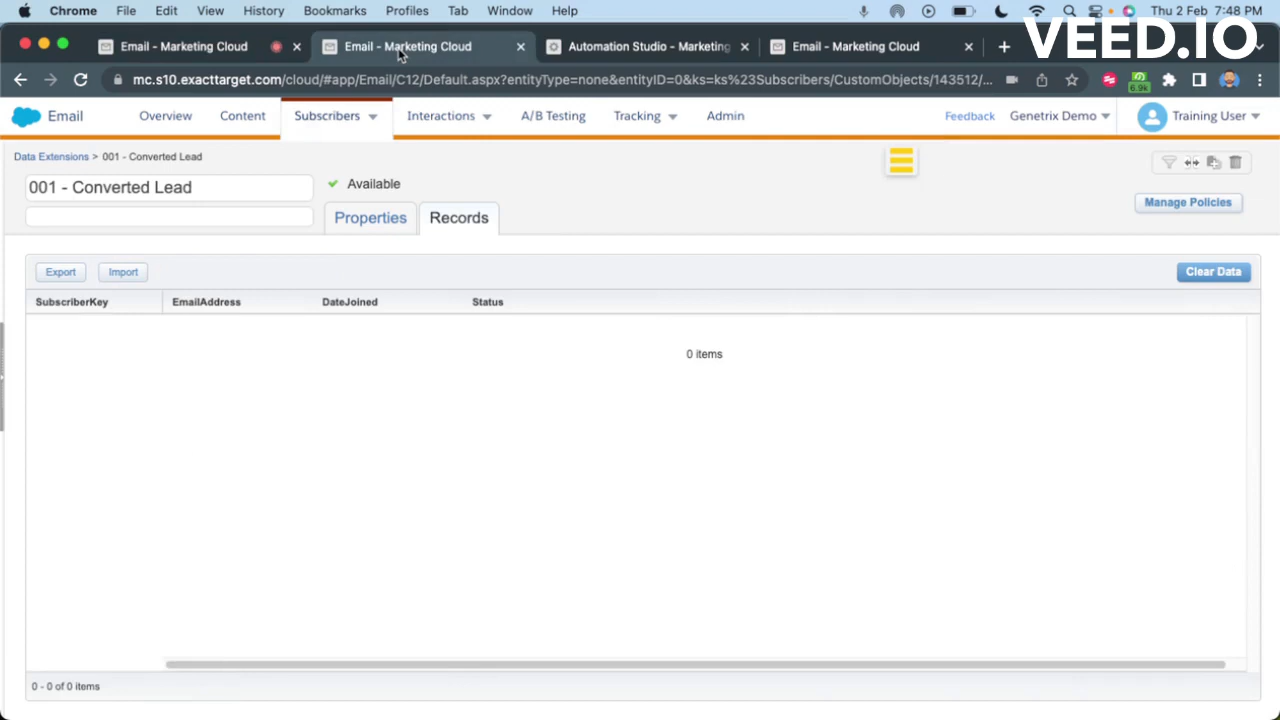 Chrome File Edit View History Bookmarks Profiles Tab Window Help Thu 2 Feb 7:48 PM
VEED.IO
Email - Marketing Cloud Email - Marketing Cloud Automation Studio - Marketing Email - Marketing Cloud
mc.s10.exacttarget.com/cloud/#app/Email/C12/Default.aspx?entityType=none&entityID=0&ks=ks%23Subscribers/CustomObjects/143512/... 6.9k
Email Overview Content Subscribers Interactions A/B Testing Tracking Admin Feedback Genetrix Demo Training User
Data Extensions > 001 - Converted Lead
001 - Converted Lead Available
Manage Policies
Properties Records
Export Import Clear Data
SubscriberKey EmailAddress DateJoined Status
0 items
0 - 0 of 0 items